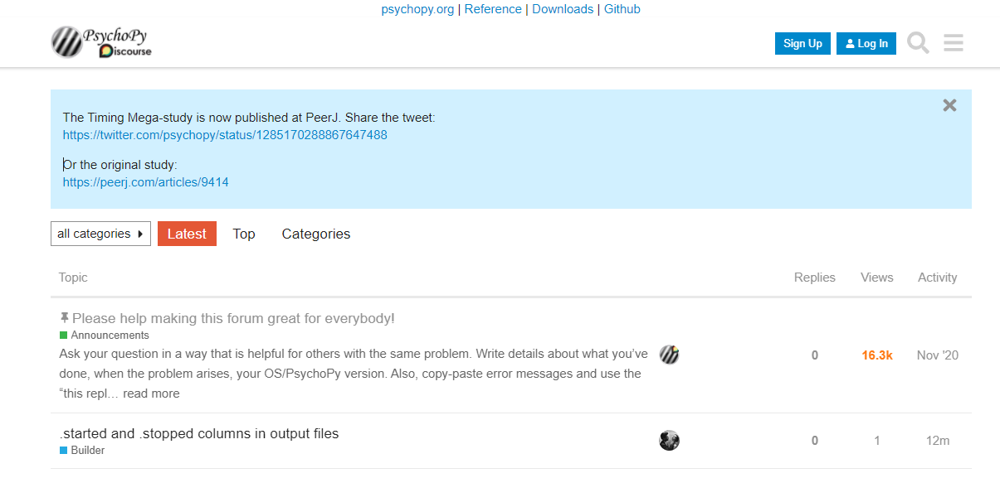 psychopy.org | Reference | Downloads | Github
PsychoPy
Discourse
Sign Up
Log In
The Timing Mega-study is now published at PeerJ. Share the tweet:
https://twitter.com/psychopy/status/1285170288867647488
Or the original study:
https://peerj.com/articles/9414
all categories
Latest
Top
Categories
Topic Replies Views Activity
Please help making this forum great for everybody!
Announcements
Ask your question in a way that is helpful for others with the same problem. Write details about what you’ve
done, when the problem arises, your OS/PsychoPy version. Also, copy-paste error messages and use the
“this repl… read more
0 16.3k Nov '20
.started and .stopped columns in output files
Builder
0 1 12m